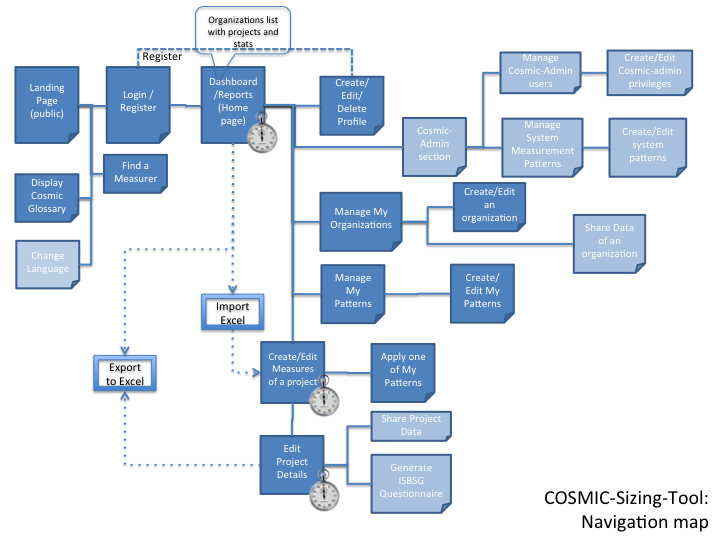 Organizations list
with projects and
stats
Register
Landing
Page
(public)
Login /
Register
Dashboard
/Reports
(Home
page)
Create/
Edit/
Delete
Profile
Manage
Cosmic-Admin
users
Create/Edit
Cosmic-admin
privileges
Cosmic-
Admin
section
Manage
System
Measurement
Patterns
Create/Edit
system
patterns
Find a
Measurer
Display
Cosmic
Glossary
Change
Language
Manage My
Organizations
Create/Edit
an
organization
Share Data
of an
organization
Manage
My
Patterns
Create/
Edit My
Patterns
Import
Excel
Export
to Excel
Create/Edit
Measures
of a project
Apply one
of My
Patterns
Edit
Project
Details
Share Project
Data
Generate
ISBSG
Questionnaire
COSMIC-Sizing-Tool:
Navigation map